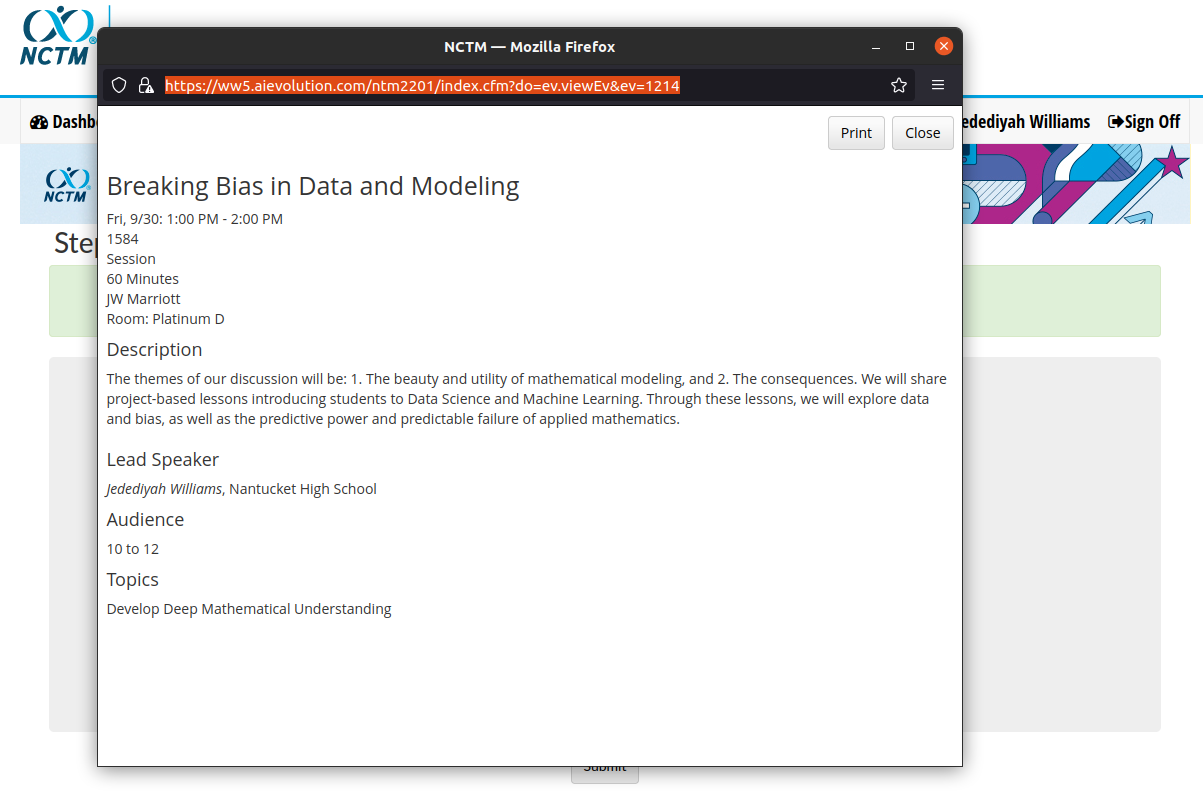 NCTM
NCTM — Mozilla Firefox
https://ww5.aievolution.com/ntm2201/index.cfm?do=ev.viewEv&ev=1214
Dashb
edediyah Williams
Sign Off
Print
Close
NCTM
Step
Breaking Bias in Data and Modeling
Fri, 9/30: 1:00 PM - 2:00 PM
1584
Session
60 Minutes
JW Marriott
Room: Platinum D
Description
The themes of our discussion will be: 1. The beauty and utility of mathematical modeling, and 2. The consequences. We will share
project-based lessons introducing students to Data Science and Machine Learning. Through these lessons, we will explore data
and bias, as well as the predictive power and predictable failure of applied mathematics.
Lead Speaker
Jedediyah Williams, Nantucket High School
Audience
10 to 12
Topics
Develop Deep Mathematical Understanding
Submit